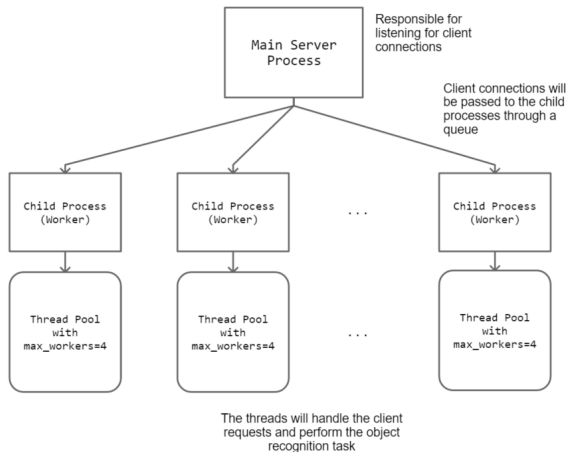 Main Server
Process
Responsible for
listening for client
connections
Client connections will
be passed to the child
processes through a
queue
Child Process
(Worker)
Child Process
(Worker)
...
Child Process
(Worker)
Thread Pool
with
max_workers=4
Thread Pool
with
max_workers=4
...
Thread Pool
with
max_workers=4
The threads will handle the client
requests and perform the object
recognition task